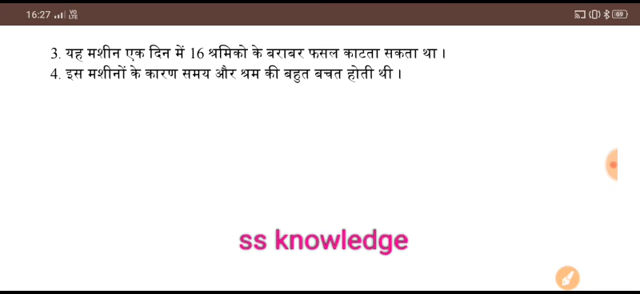 16:27
3. यह मशीन एक दिन में 16 श्रमिको के बराबर फसल काटता सकता था ।
4. इस मशीनों के कारण समय और श्रम की बहुत बचत होती थी ।
ss knowledge